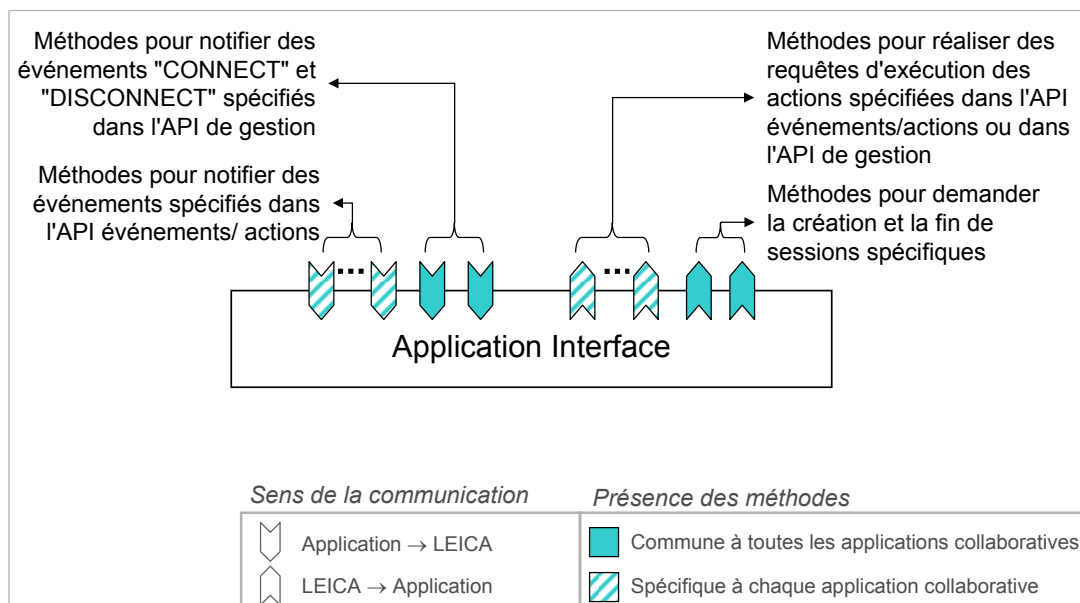 Méthodes pour notifier des
événements "CONNECT" et
"DISCONNECT" spécifiés
dans l'API de gestion
Méthodes pour notifier des
événements spécifiés dans
l'API événements/ actions
Méthodes pour réaliser des
requêtes d'exécution des
actions spécifiées dans l'API
événements/actions ou dans
l'API de gestion
Méthodes pour demander
la création et la fin de
sessions spécifiques
Application Interface
Sens de la communication
Application → LEICA
LEICA → Application
Présence des méthodes
Commune à toutes les applications collaboratives
Spécifique à chaque application collaborative